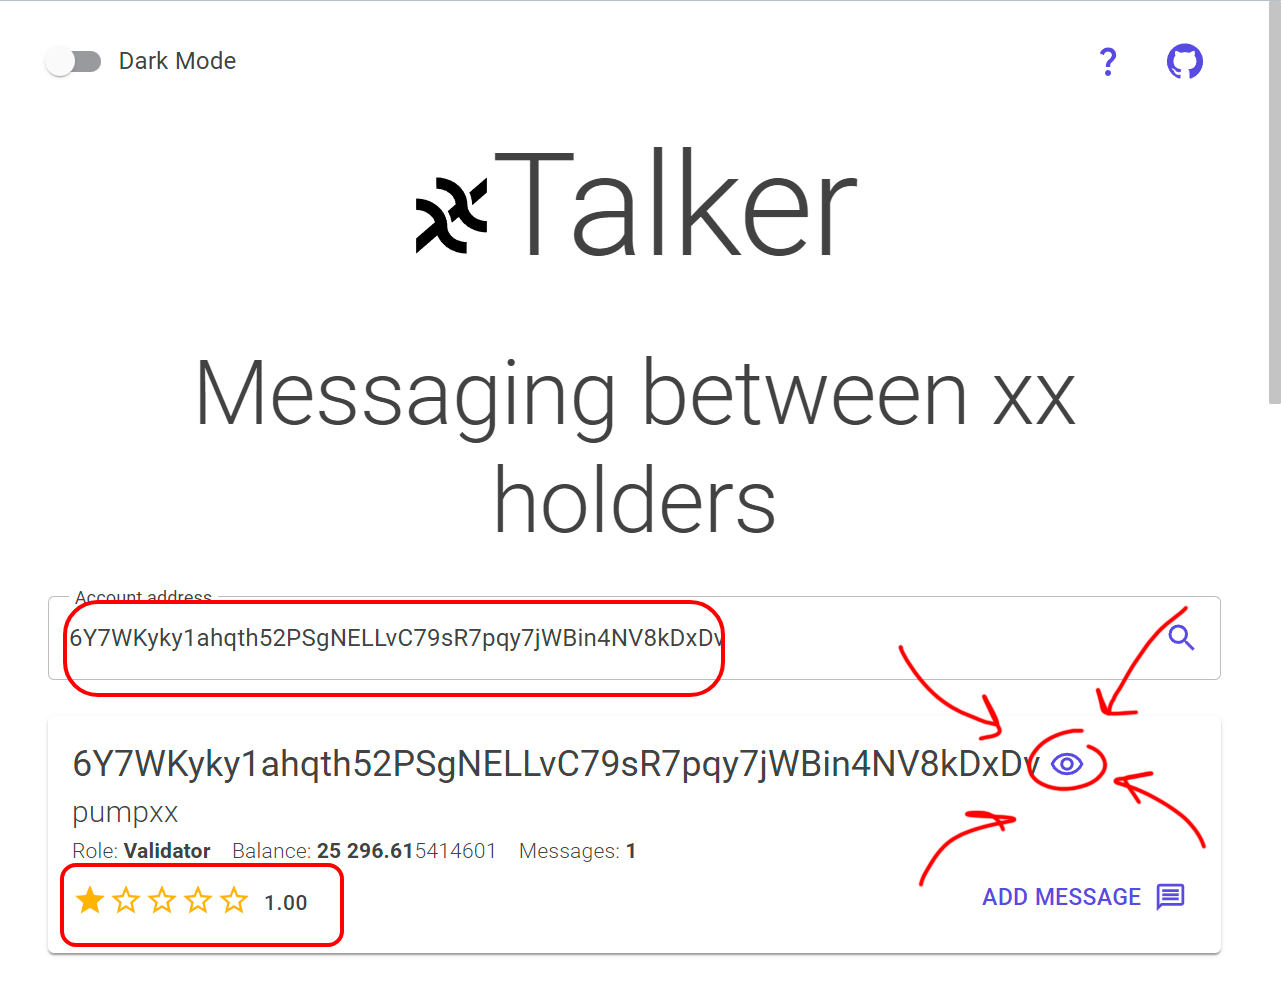 Dark Mode
?
Talker
Messaging between xx
holders
Account address
6Y7WKyky1ahqth52PSgNELLvC79sR7pqy7jWBin4NV8kDxDv
6Y7WKyky1ahqth52PSgNELLvC79sR7pqy7jWBin4NV8kDxDv
pumpxx
Role: Validator Balance: 25 296.615414601 Messages: 1
1.00
ADD MESSAGE